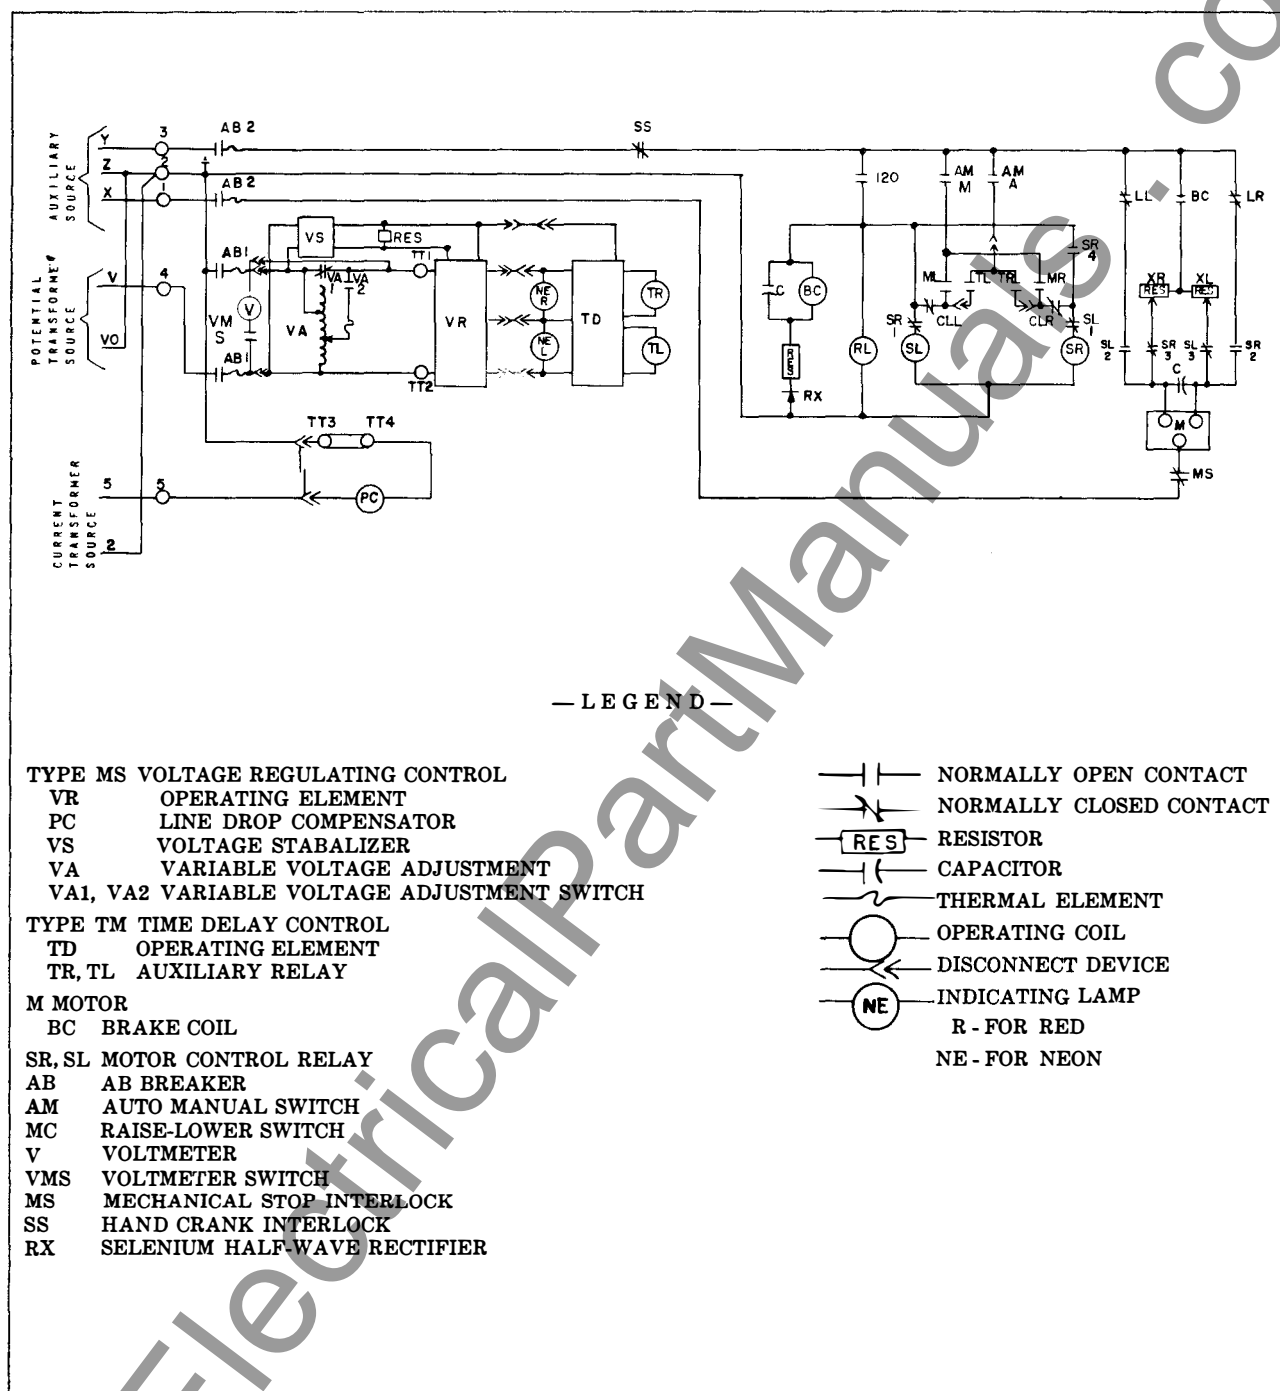 AUXILIARY SOURCE
Y
Z
X
3
2
1
AB 2
AB 2
SS
POTENTIAL TRANSFORMER SOURCE
V
VO
4
AB 1
AB 1
V
VM S
VS
RES
VA 1
VA 2
VA
TT1
TT2
VR
NE R
NE L
TD
TR
TL
CURRENT TRANSFORMER SOURCE
5
2
5
TT3
TT4
PC
120
AM M
AM A
C
BC
RES
RX
RL
ML
TL
TR
MR
CLL
CLR
SR 4
SR 1
SL 1
SL
SR
LL
BC
LR
XR
RES
XL
RES
SL 2
SR 3
SL 3
SR 2
C
M
MS
— LEGEND —
TYPE MS VOLTAGE REGULATING CONTROL
VR OPERATING ELEMENT
PC LINE DROP COMPENSATOR
VS VOLTAGE STABALIZER
VA VARIABLE VOLTAGE ADJUSTMENT
VA1, VA2 VARIABLE VOLTAGE ADJUSTMENT SWITCH
TYPE TM TIME DELAY CONTROL
TD OPERATING ELEMENT
TR, TL AUXILIARY RELAY
M MOTOR
BC BRAKE COIL
SR, SL MOTOR CONTROL RELAY
AB AB BREAKER
AM AUTO MANUAL SWITCH
MC RAISE-LOWER SWITCH
V VOLTMETER
VMS VOLTMETER SWITCH
MS MECHANICAL STOP INTERLOCK
SS HAND CRANK INTERLOCK
RX SELENIUM HALF-WAVE RECTIFIER
NORMALLY OPEN CONTACT
NORMALLY CLOSED CONTACT
RES RESISTOR
CAPACITOR
THERMAL ELEMENT
OPERATING COIL
DISCONNECT DEVICE
NE INDICATING LAMP
R - FOR RED
NE - FOR NEON
ElectricalPartManuals . co